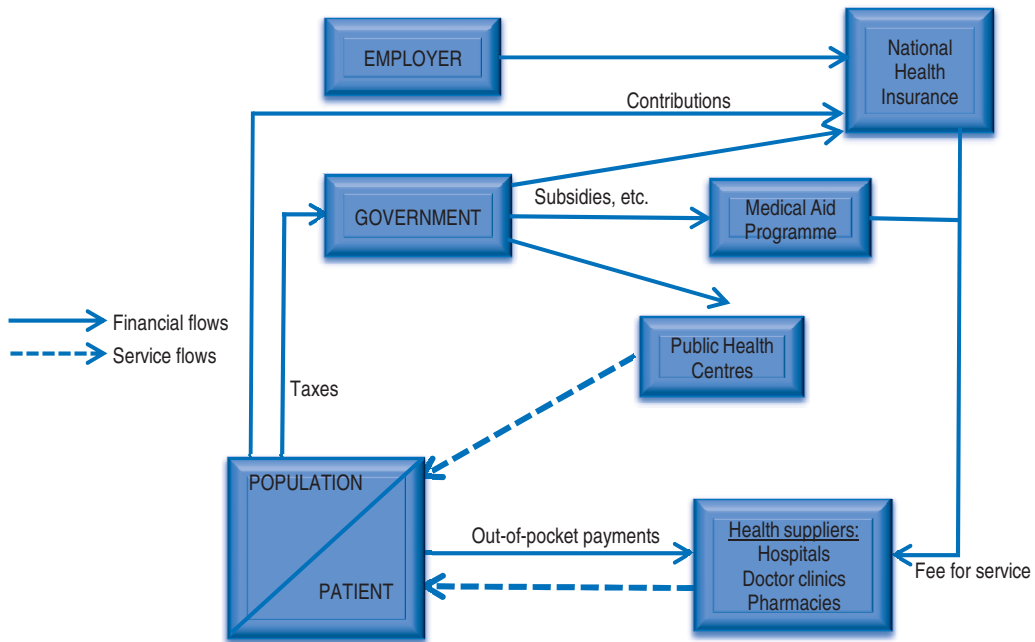 EMPLOYER
National
Health
Insurance
Contributions
GOVERNMENT
Subsidies, etc.
Medical Aid
Programme
Financial flows
Service flows
Public Health
Centres
Taxes
POPULATION
PATIENT
Out-of-pocket payments
Health suppliers:
Hospitals
Doctor clinics
Pharmacies
Fee for service